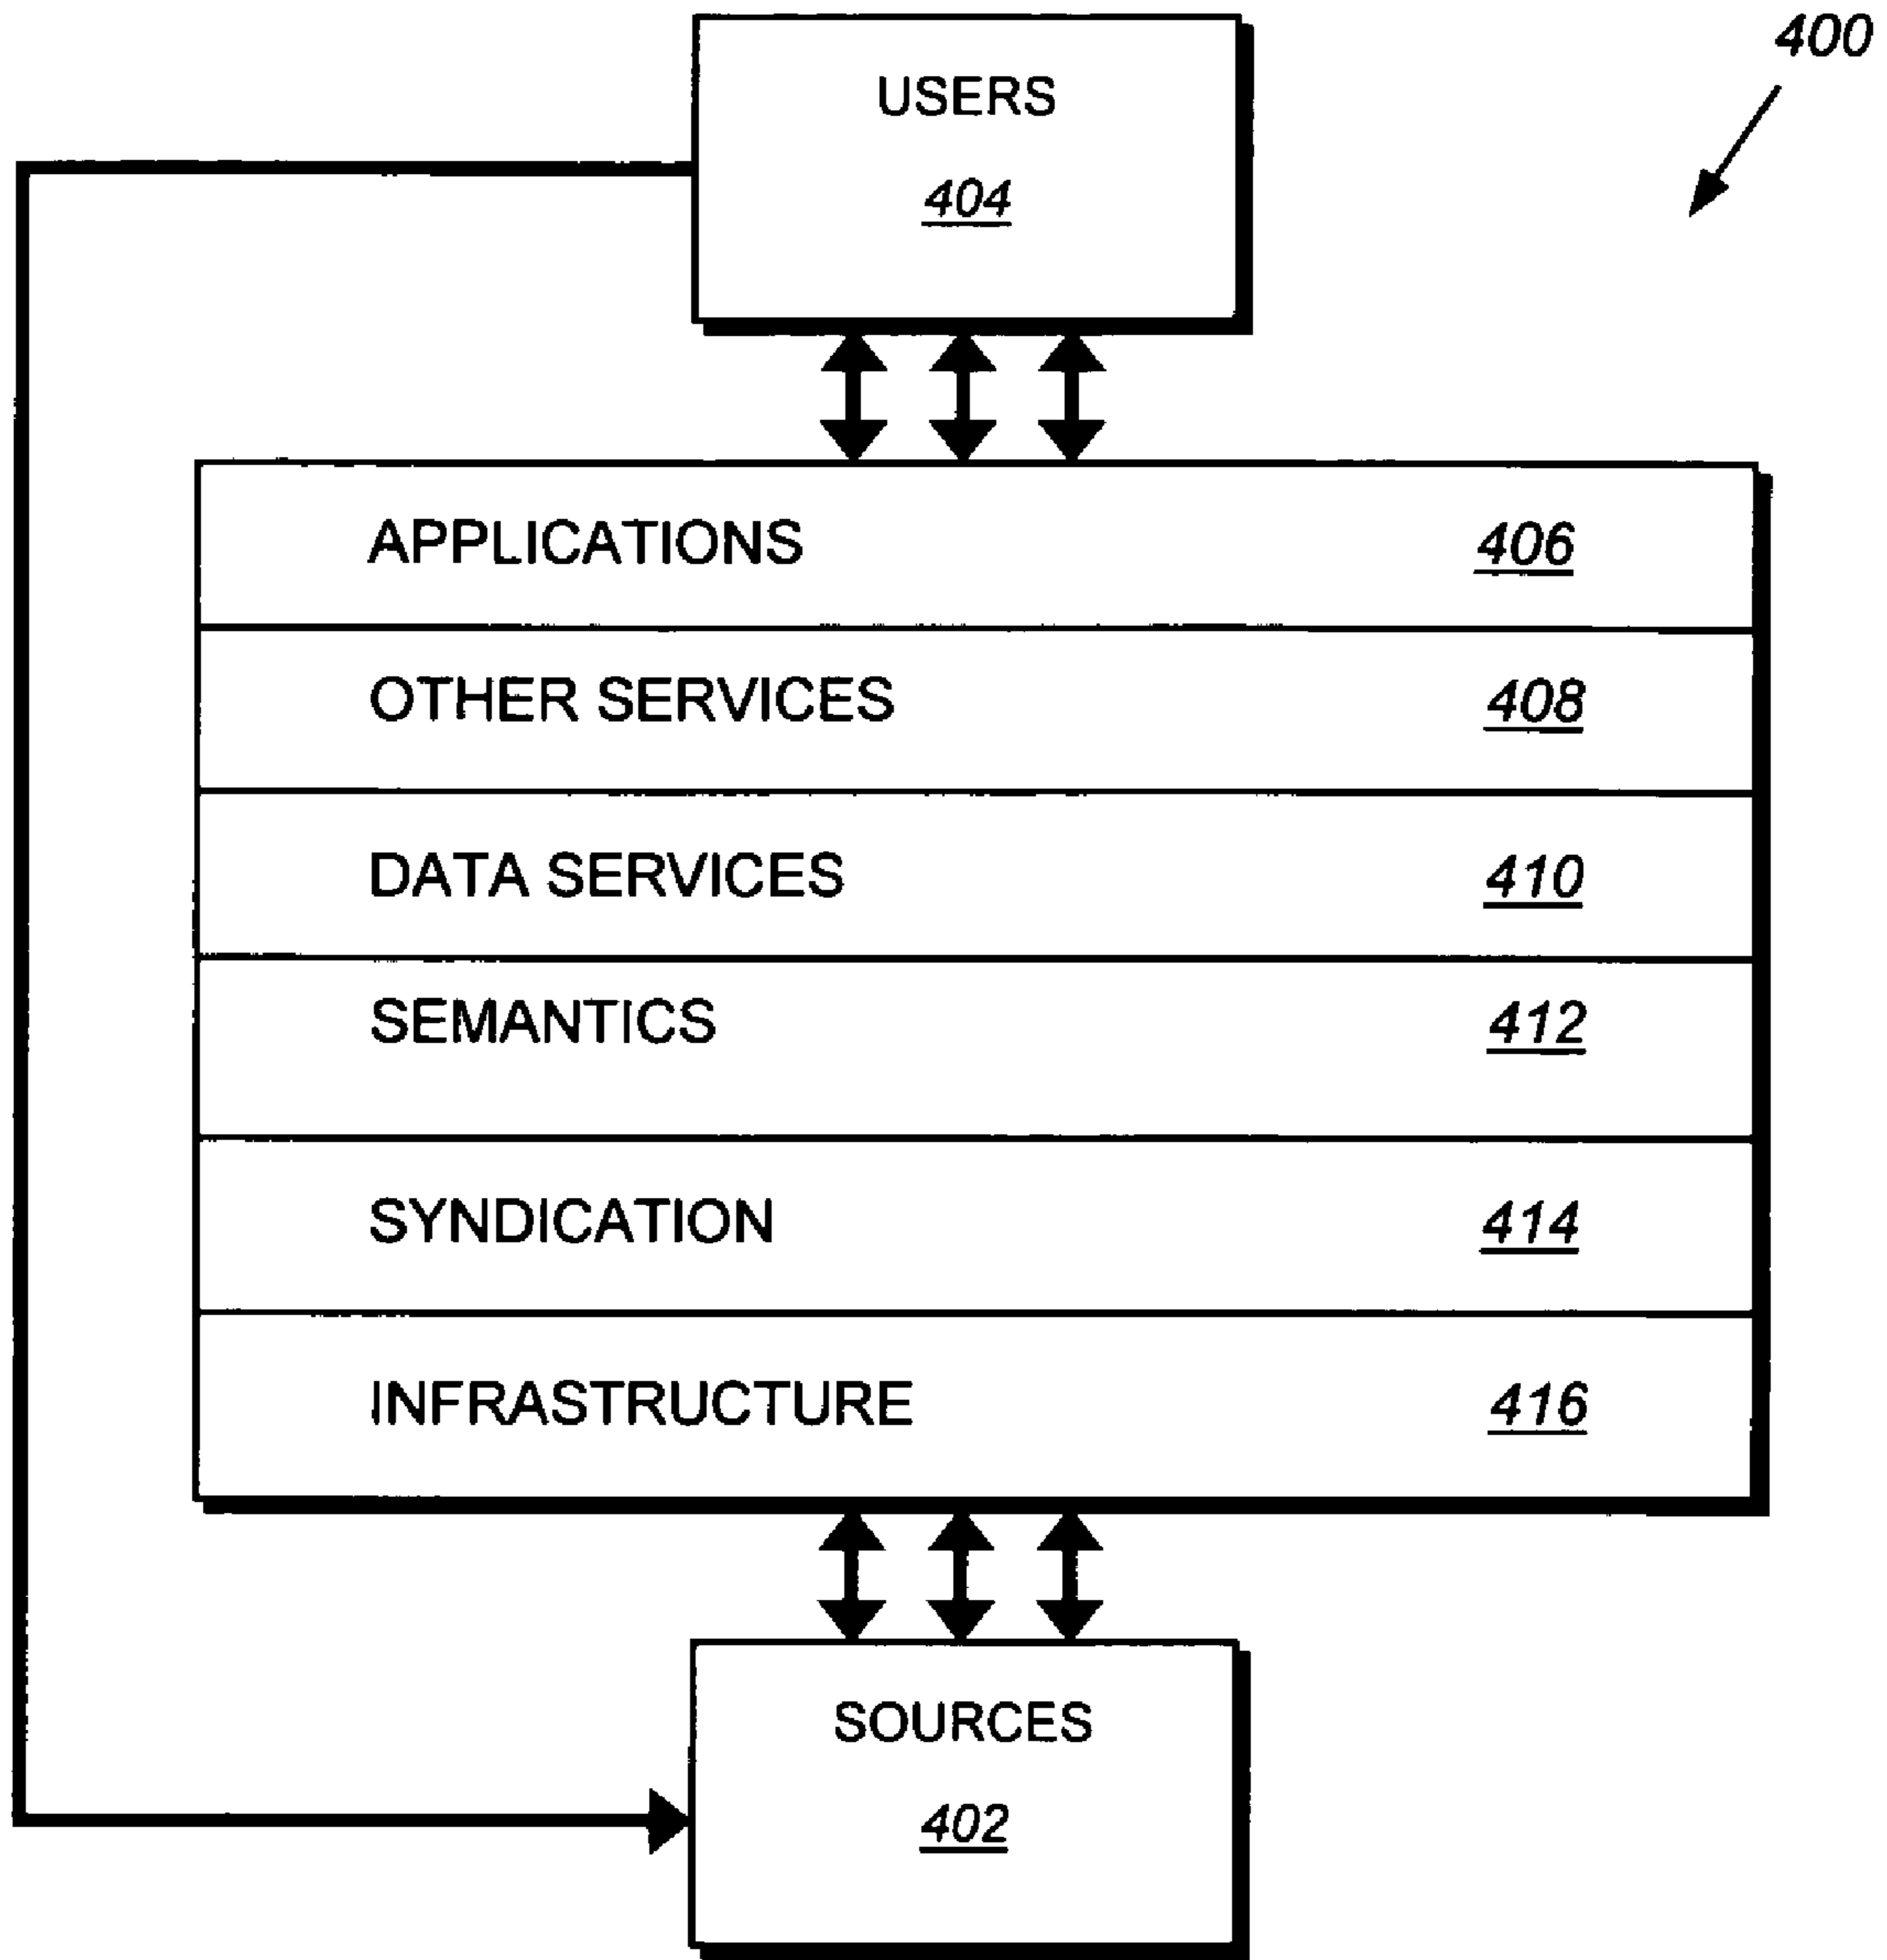 400
USERS
404
APPLICATIONS 406
OTHER SERVICES 408
DATA SERVICES 410
SEMANTICS 412
SYNDICATION 414
INFRASTRUCTURE 416
SOURCES
402